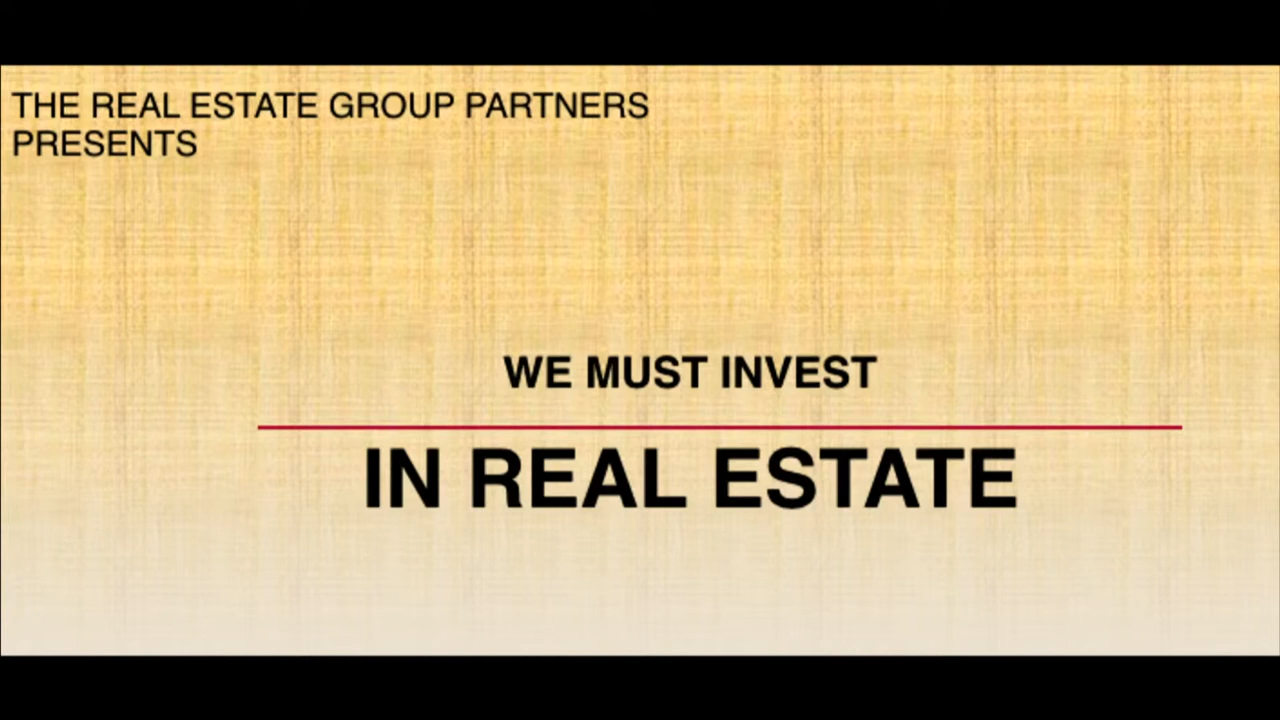 THE REAL ESTATE GROUP PARTNERS
PRESENTS
WE MUST INVEST
IN REAL ESTATE